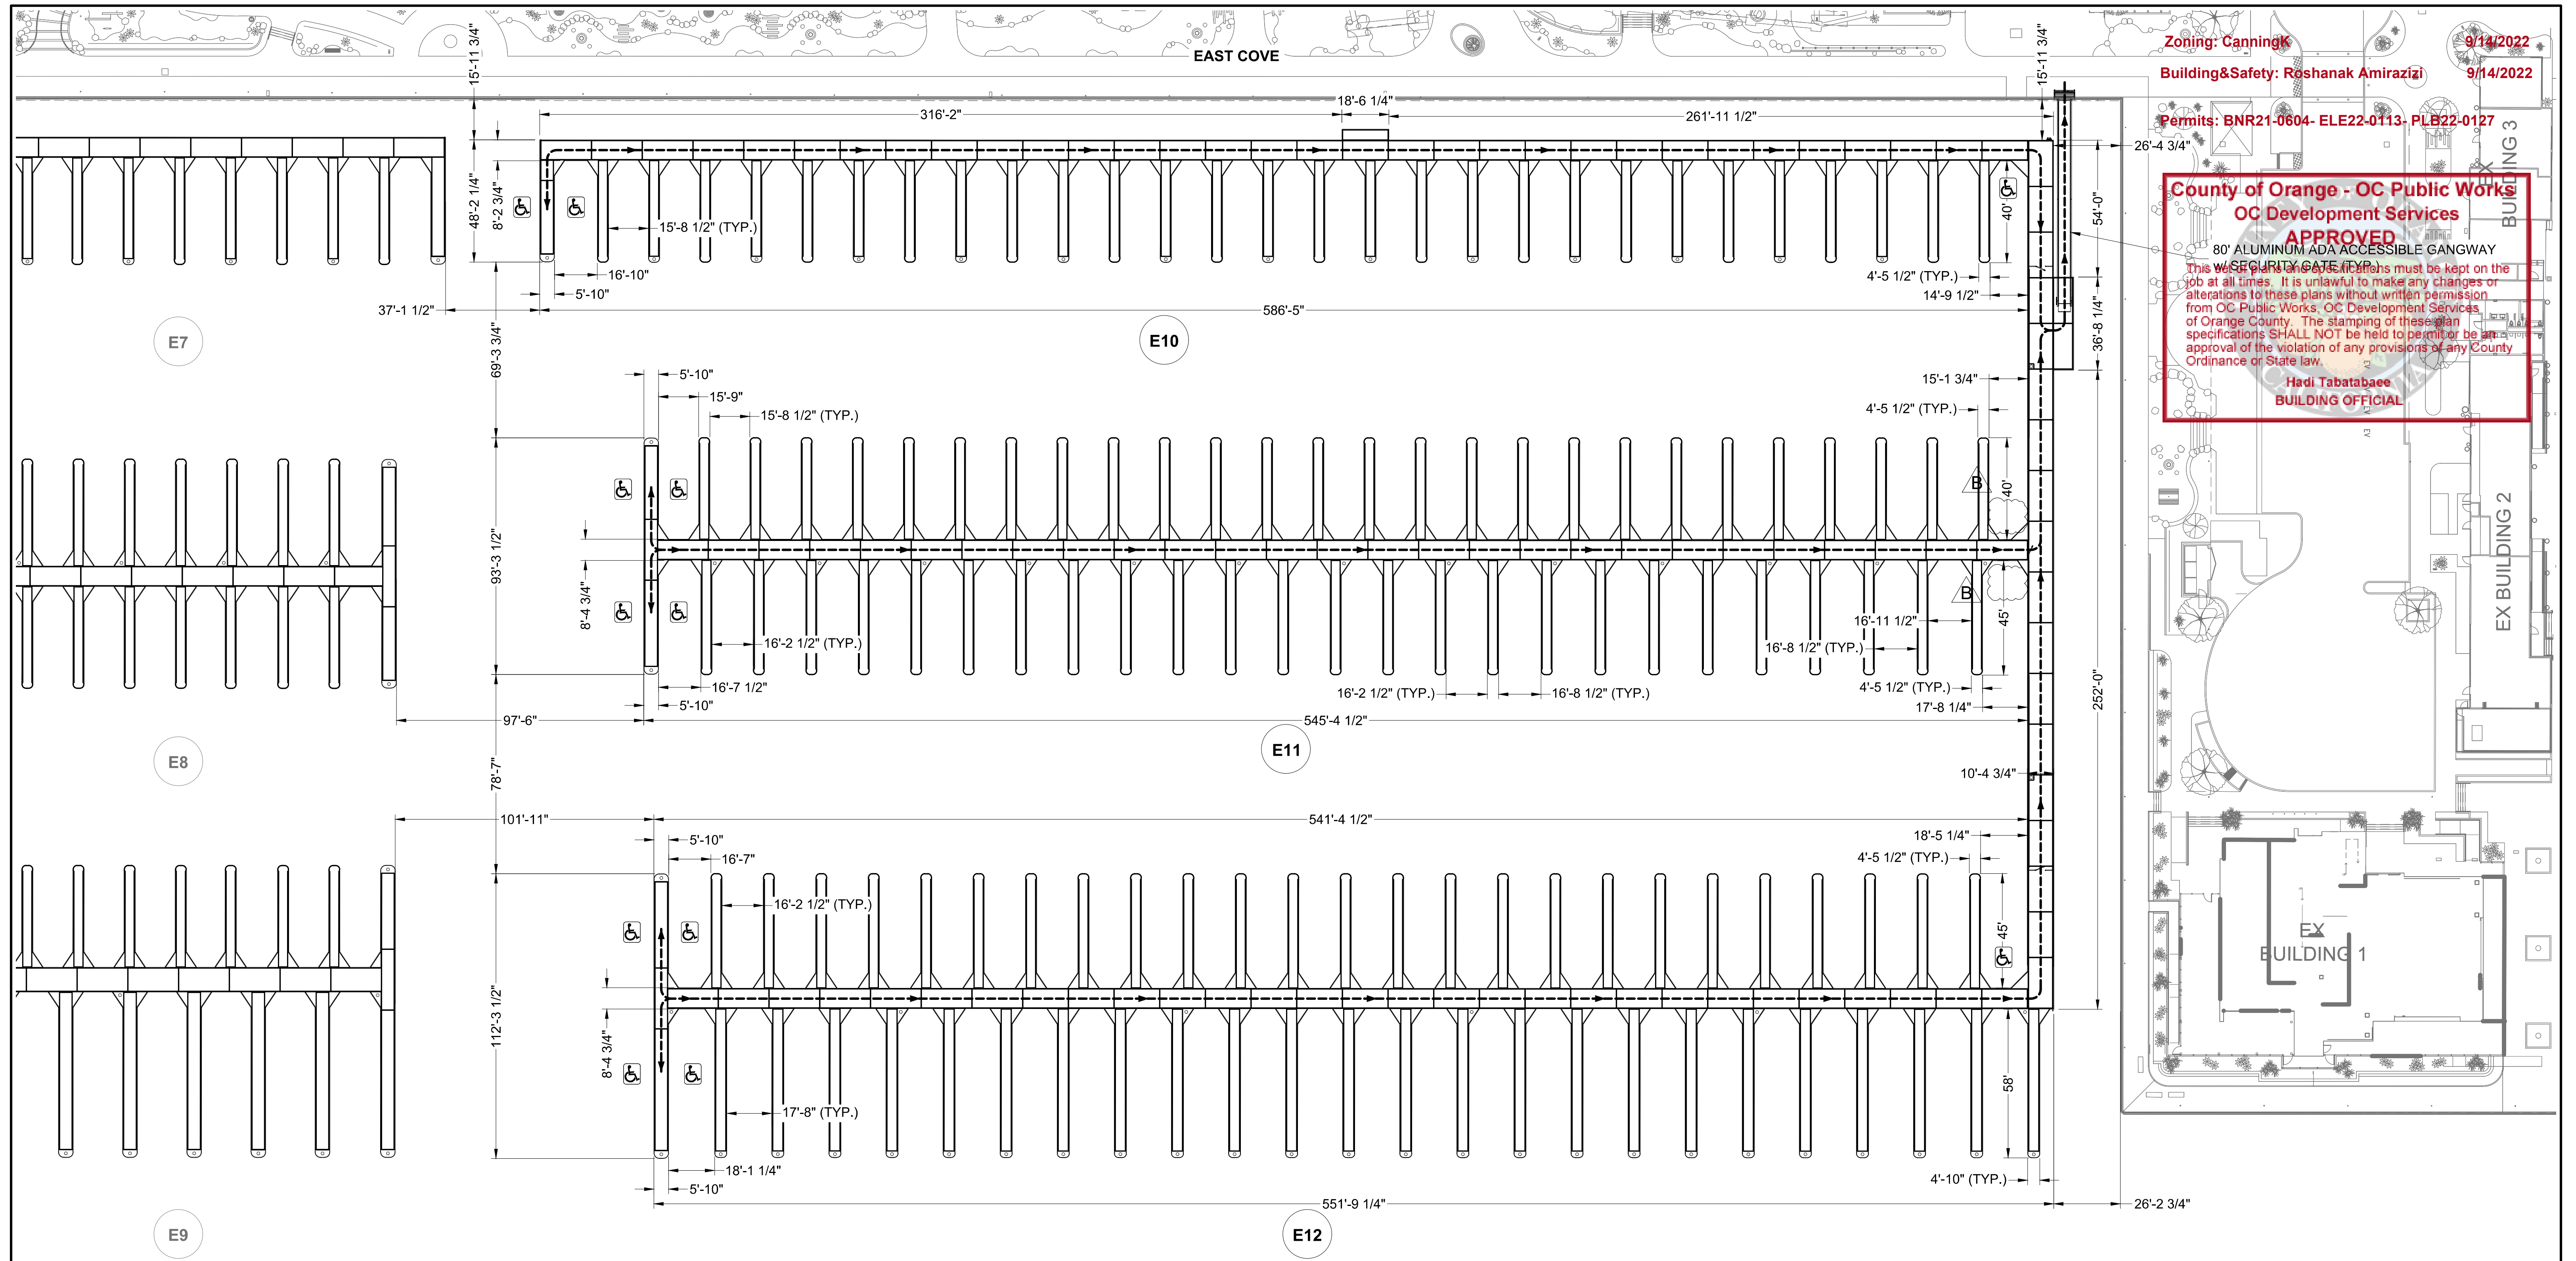 EAST COVE
Zoning: CanningK 9/14/2022
Building&Safety: Roshanak Amirazizi 9/14/2022
Permits: BNR21-0604- ELE22-0113- PLB22-0127
County of Orange - OC Public Works
OC Development Services
APPROVED
This set of plans and specifications must be kept on the
job at all times. It is unlawful to make any changes or
alterations to these plans without written permission
from OC Public Works, OC Development Services
of Orange County. The stamping of these plan
specifications SHALL NOT be held to permit or be an
approval of the violation of any provisions of any County
Ordinance or State law.
Hadi Tabatabaee
BUILDING OFFICIAL
80' ALUMINUM ADA ACCESSIBLE GANGWAY
w/ SECURITY GATE (TYP.)
EX
BUILDING 3
EX BUILDING 2
EX
BUILDING 1
EV
EV
EV
15'-11 3/4"
15'-11 3/4"
316'-2"
18'-6 1/4"
261'-11 1/2"
26'-4 3/4"
48'-2 1/4"
8'-2 3/4"
15'-8 1/2" (TYP.)
16'-10"
5'-10"
37'-1 1/2"
586'-5"
40'
4'-5 1/2" (TYP.)
14'-9 1/2"
54'-0"
36'-8 1/4"
E7
E10
69'-3 3/4"
5'-10"
15'-9"
15'-8 1/2" (TYP.)
15'-1 3/4"
4'-5 1/2" (TYP.)
B
40'
93'-3 1/2"
8'-4 3/4"
B
45'
16'-11 1/2"
16'-2 1/2" (TYP.)
16'-8 1/2" (TYP.)
16'-7 1/2"
5'-10"
16'-2 1/2" (TYP.)
16'-8 1/2" (TYP.)
4'-5 1/2" (TYP.)
17'-8 1/4"
97'-6"
545'-4 1/2"
252'-0"
E8
E11
78'-7"
10'-4 3/4"
101'-11"
541'-4 1/2"
5'-10"
16'-7"
18'-5 1/4"
4'-5 1/2" (TYP.)
16'-2 1/2" (TYP.)
45'
112'-3 1/2"
8'-4 3/4"
58'
17'-8" (TYP.)
18'-1 1/4"
5'-10"
4'-10" (TYP.)
551'-9 1/4"
26'-2 3/4"
E9
E12